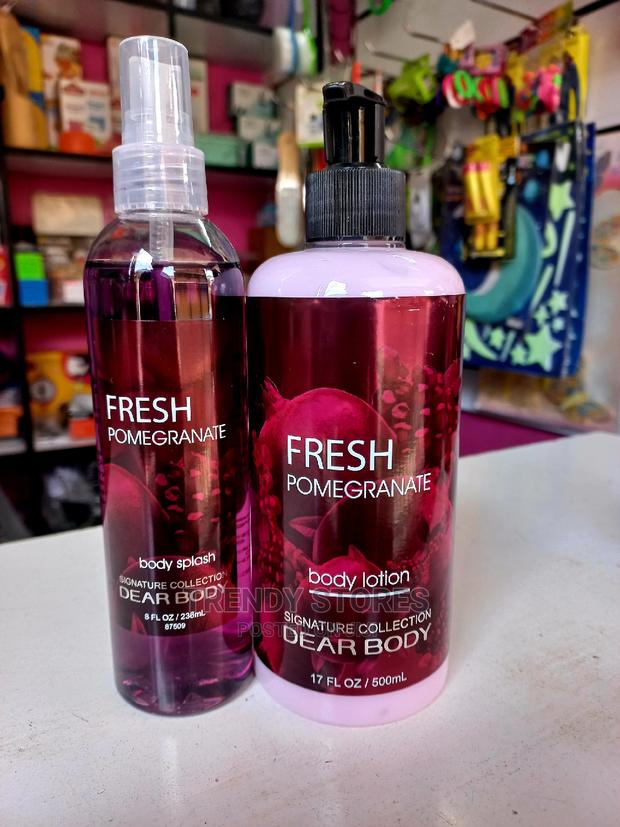 FRESH
POMEGRANATE
body splash
SIGNATURE COLLECTION
DEAR BODY
8 FL OZ / 236mL
87509
FRESH
POMEGRANATE
body lotion
SIGNATURE COLLECTION
DEAR BODY
17 FL OZ / 500mL
TRENDY STORES